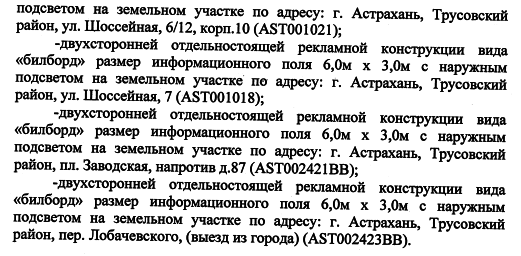 подсветом на земельном участке по адресу: г. Астрахань, Трусовский
район, ул. Шоссейная, 6/12, корп.10 (AST001021);
-двухсторонней отдельностоящей рекламной конструкции вида
«билборд» размер информационного поля 6,0м х 3,0м с наружным
подсветом на земельном участке по адресу: г. Астрахань, Трусовский
район, ул. Шоссейная, 7 (AST001018);
-двухсторонней отдельностоящей рекламной конструкции вида
«билборд» размер информационного поля 6,0м х 3,0м с наружным
подсветом на земельном участке по адресу: г. Астрахань, Трусовский
район, пл. Заводская, напротив д.87 (AST002421BB);
-двухсторонней отдельностоящей рекламной конструкции вида
«билборд» размер информационного поля 6,0м х 3,0м с наружным
подсветом на земельном участке по адресу: г. Астрахань, Трусовский
район, пер. Лобачевского, (выезд из города) (AST002423BB).